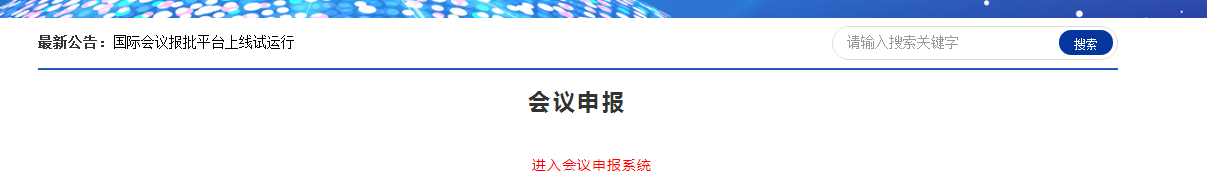 最新公告：国际会议报批平台上线试运行
请输入搜索关键字 搜索
会议申报
进入会议申报系统